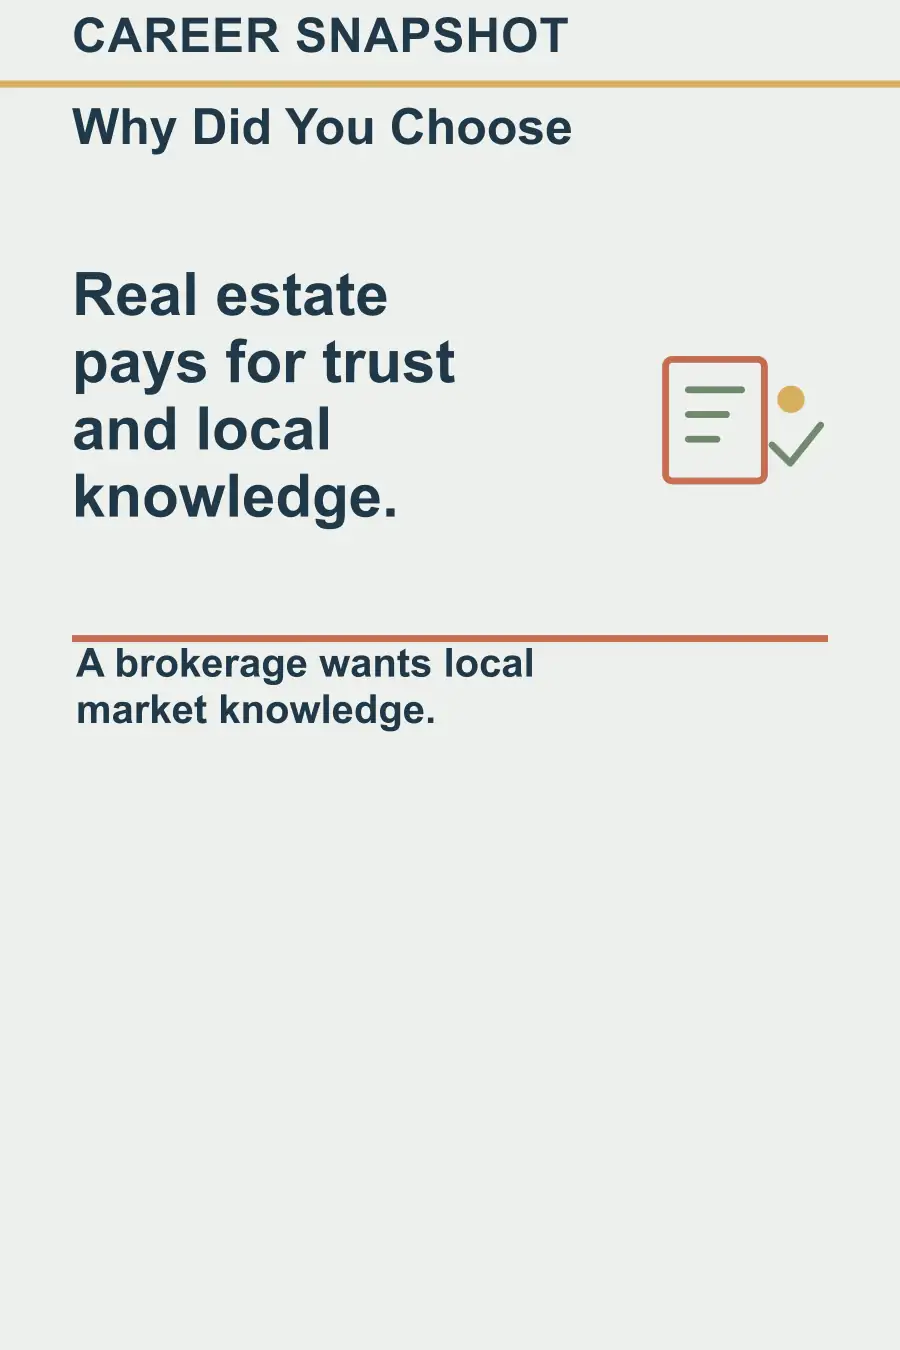 CAREER SNAPSHOT
Why Did You Choose
Real estate
pays for trust
and local
knowledge.
A brokerage wants local
market knowledge.